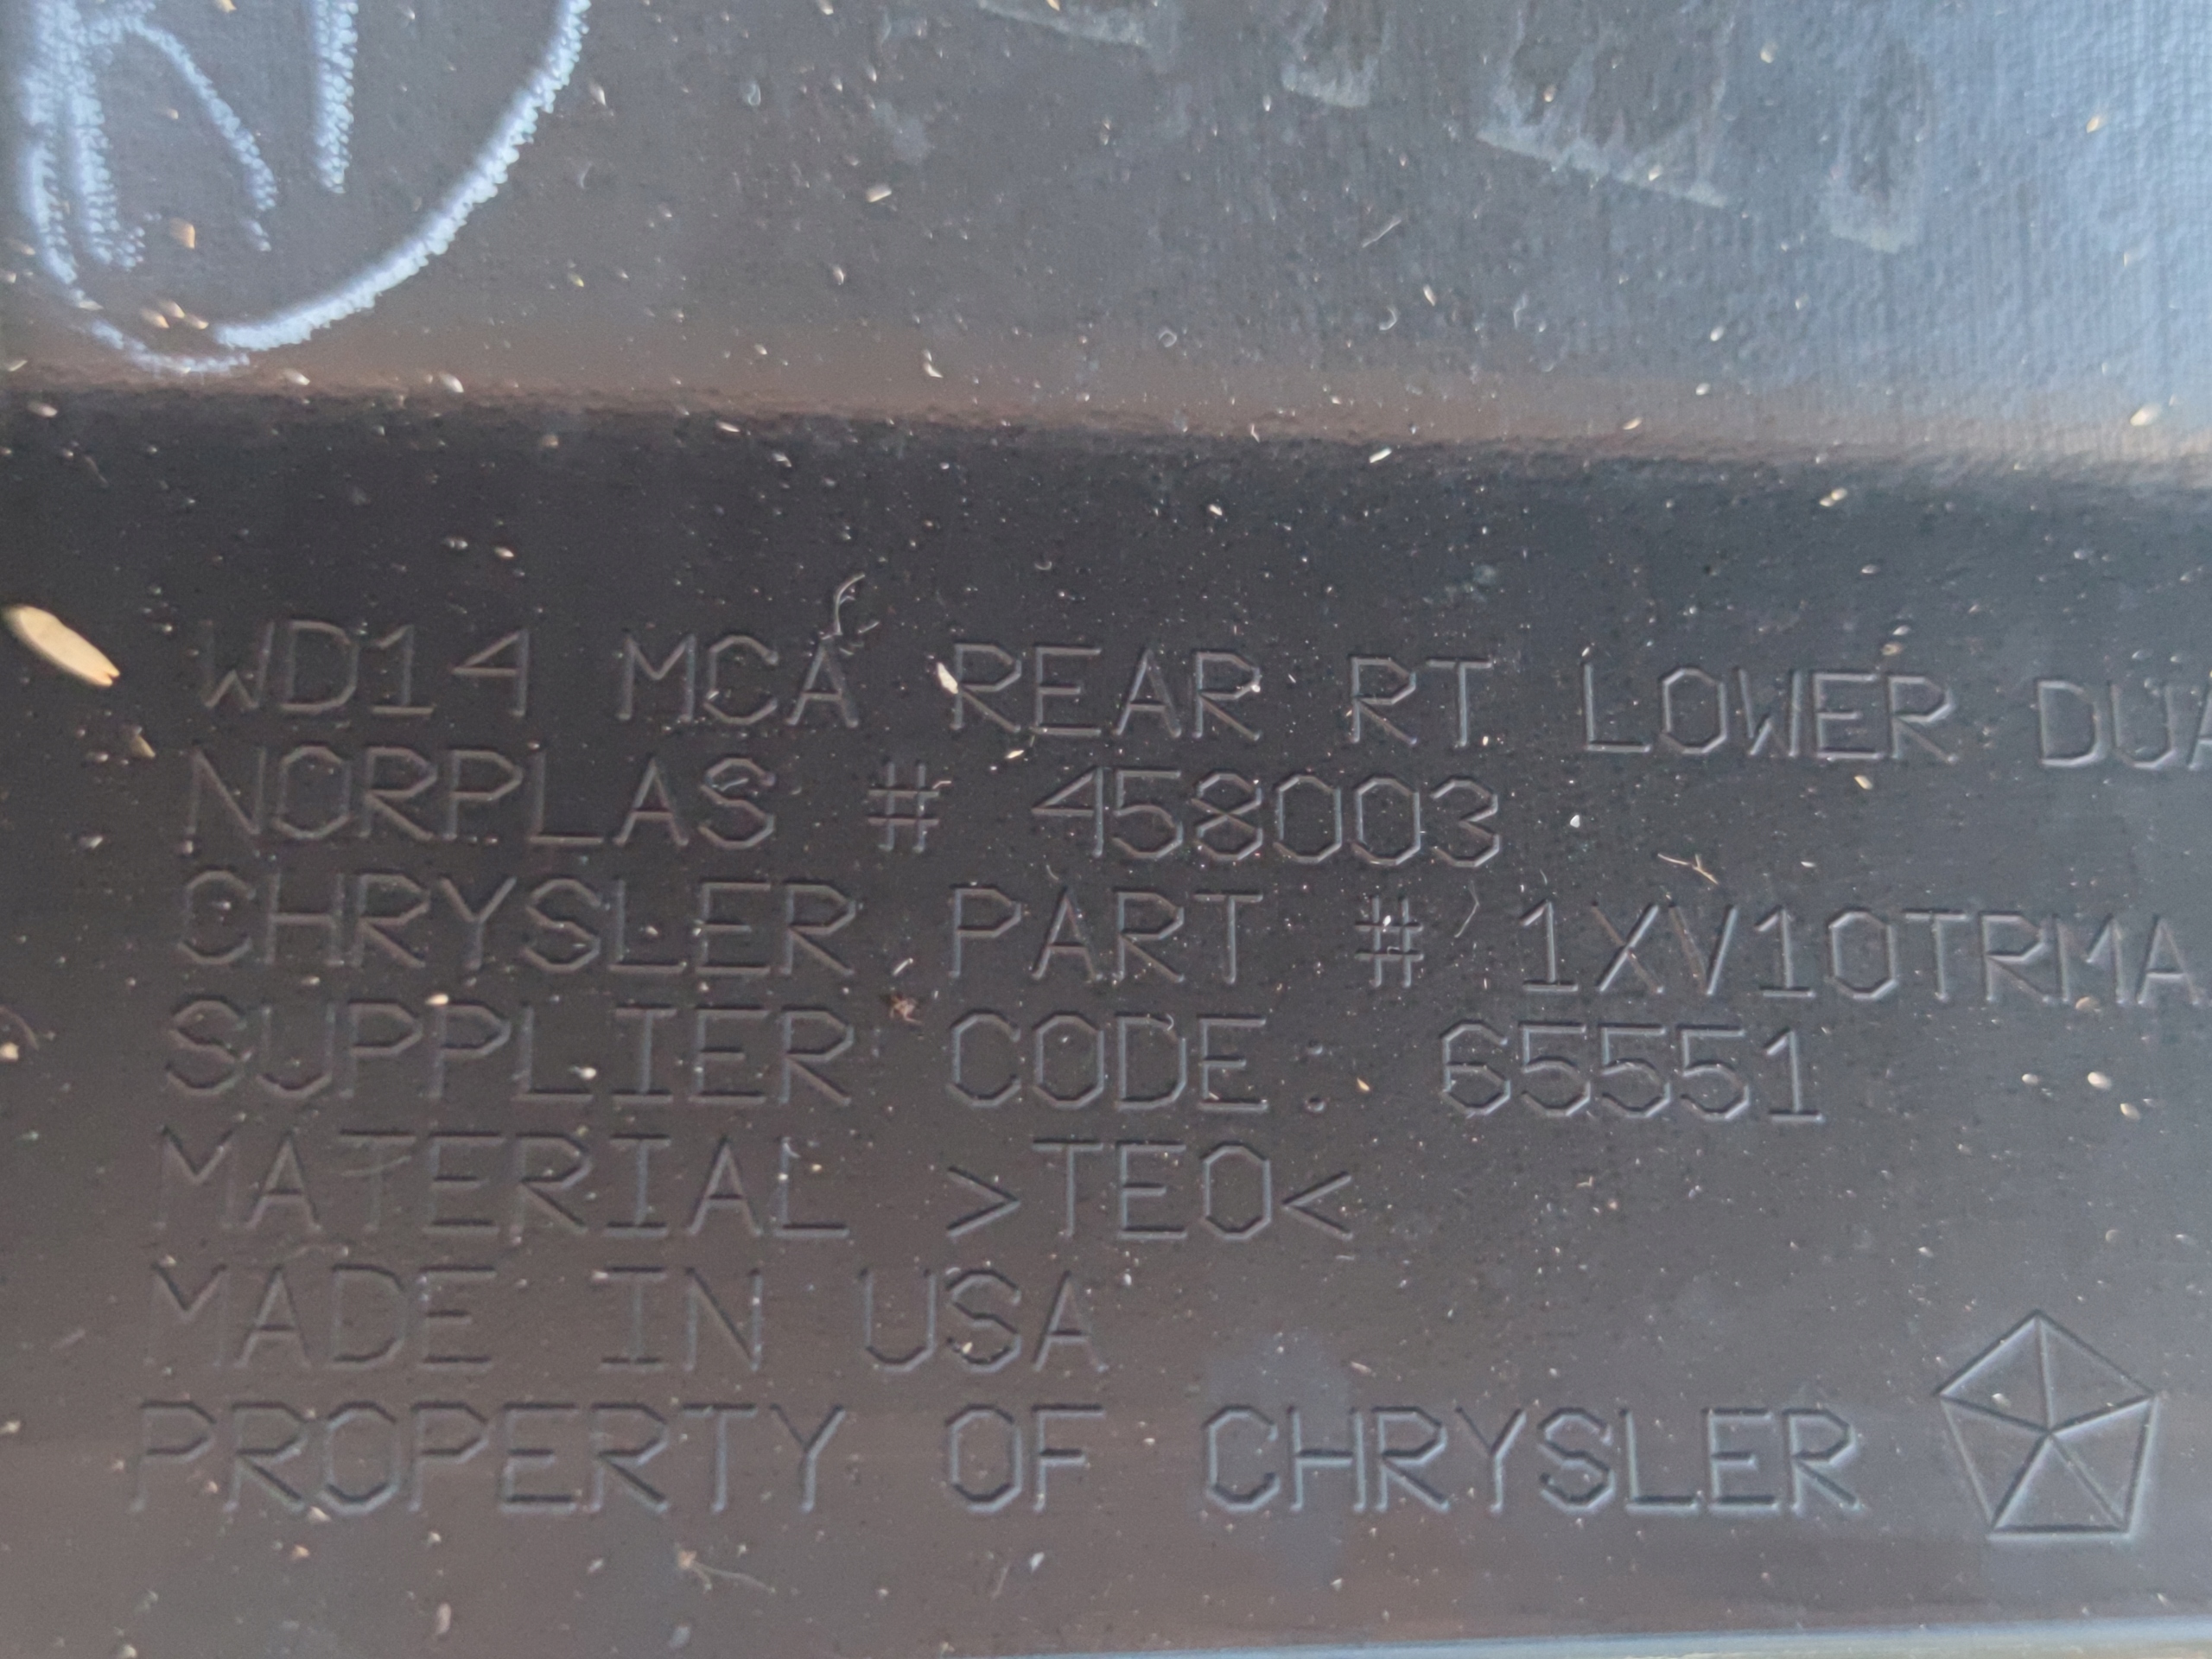 WD14 MCA REAR RT LOWER DUA
NORPLAS # 458003
CHRYSLER PART # 1XV10TRMA
SUPPLIER CODE: 65551
MATERIAL >TEO<
MADE IN USA
PROPERTY OF CHRYSLER